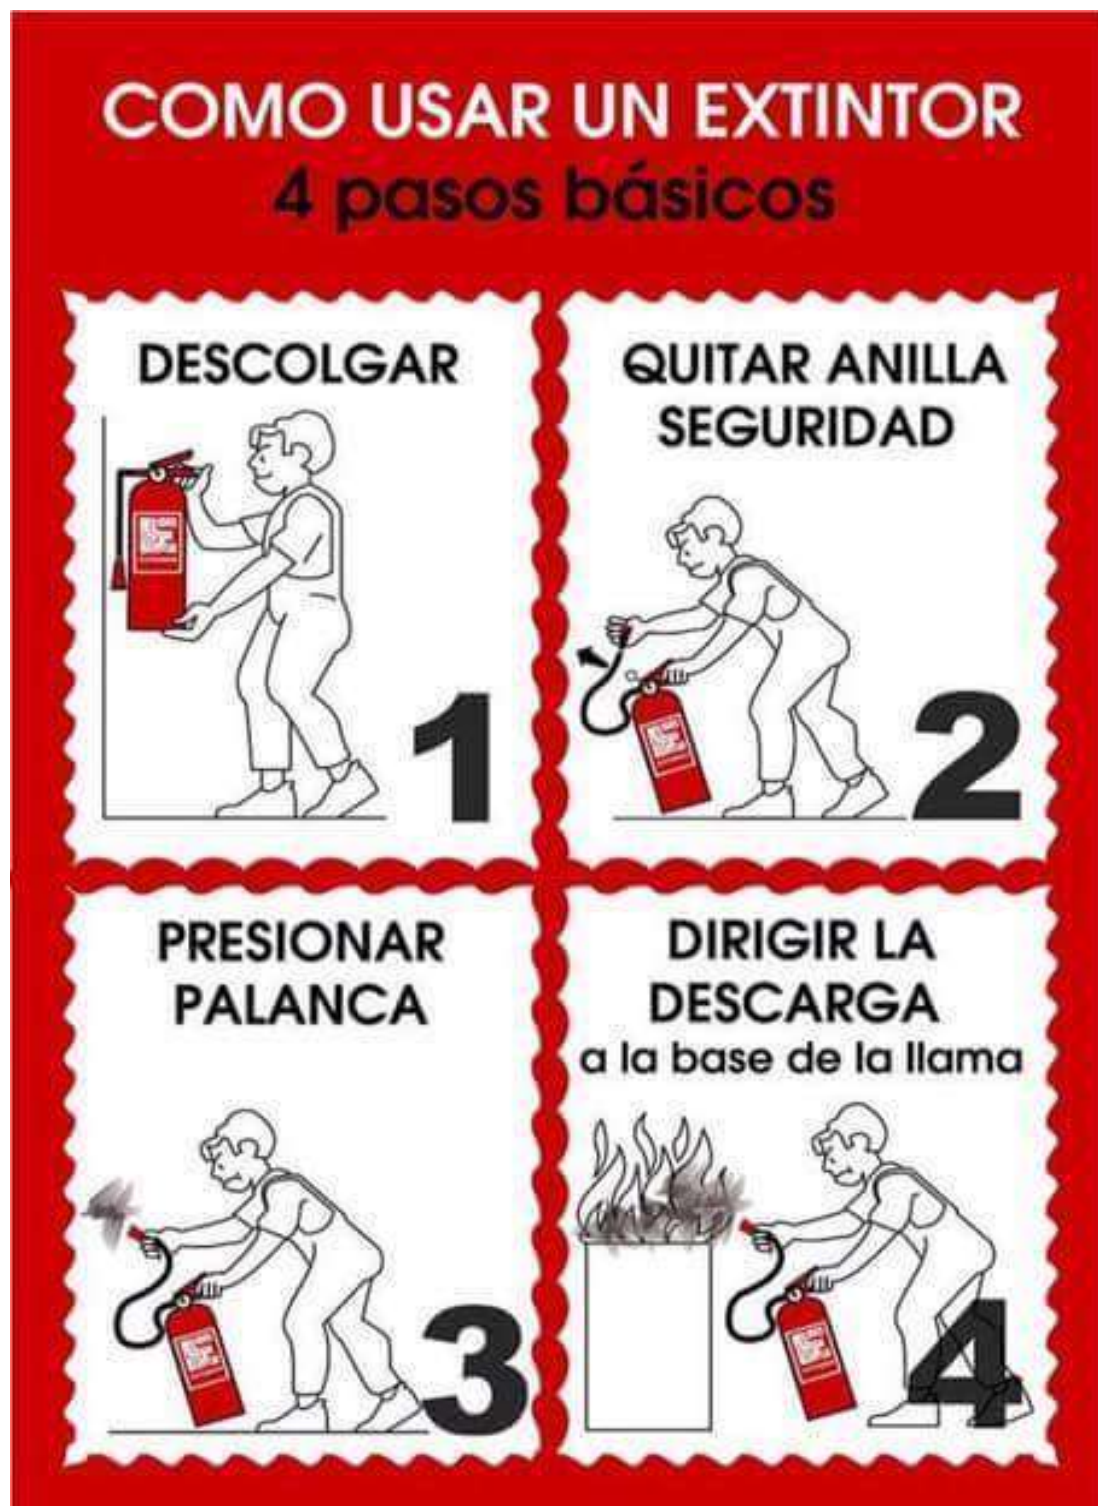 COMO USAR UN EXTINTOR
4 pasos básicos
DESCOLGAR
1
QUITAR ANILLA
SEGURIDAD
2
PRESIONAR
PALANCA
3
DIRIGIR LA
DESCARGA
a la base de la llama
4